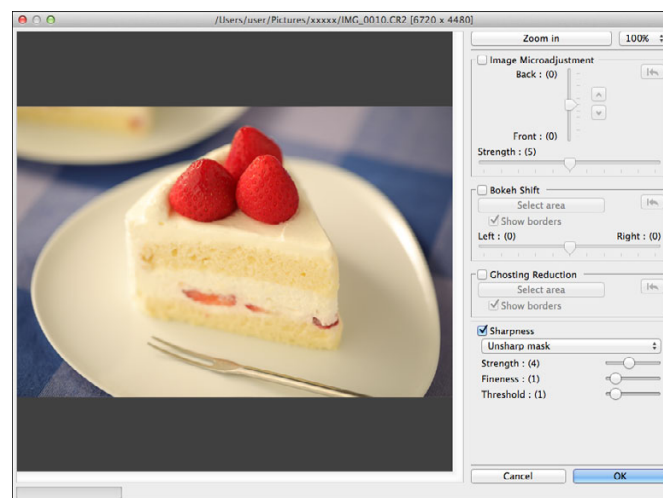 /Users/user/Pictures/xxxxx/IMG_0010.CR2 [6720 x 4480]
Zoom in
100%
Image Microadjustment
Back : (0)
Front : (0)
Strength : (5)
Bokeh Shift
Select area
Show borders
Left : (0) Right : (0)
Ghosting Reduction
Select area
Show borders
Sharpness
Unsharp mask
Strength : (4)
Fineness : (1)
Threshold : (1)
Cancel
OK